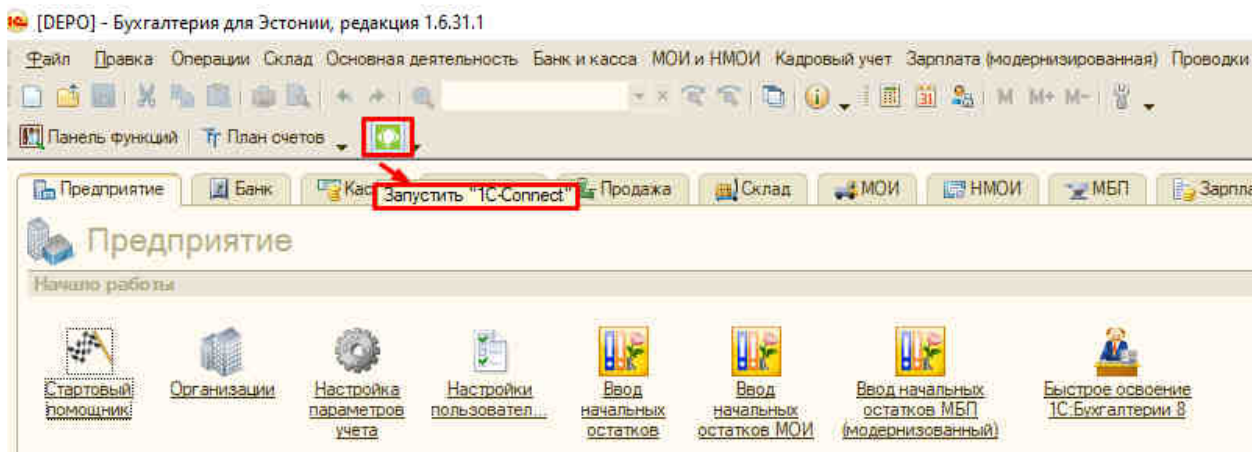 [DEPO] - Бухгалтерия для Эстонии, редакция 1.6.31.1
Файл Правка Операции Склад Основная деятельность Банк и касса МОИ и НМОИ Кадровый учет Зарплата (модернизированная) Проводки
М М+ М-
Панель функций Тт План счетов
Предприятие Банк Кас Продажа Склад МОИ НМОИ МБП Зарпла
Запустить "1C-Connect"
Предприятие
Начало работы
Стартовый помощник
Организации
Настройка параметров учета
Настройки пользовател...
Ввод начальных остатков
Ввод начальных остатков МОИ
Ввод начальных остатков МБП (модернизированный)
Быстрое освоение 1С:Бухгалтерии 8